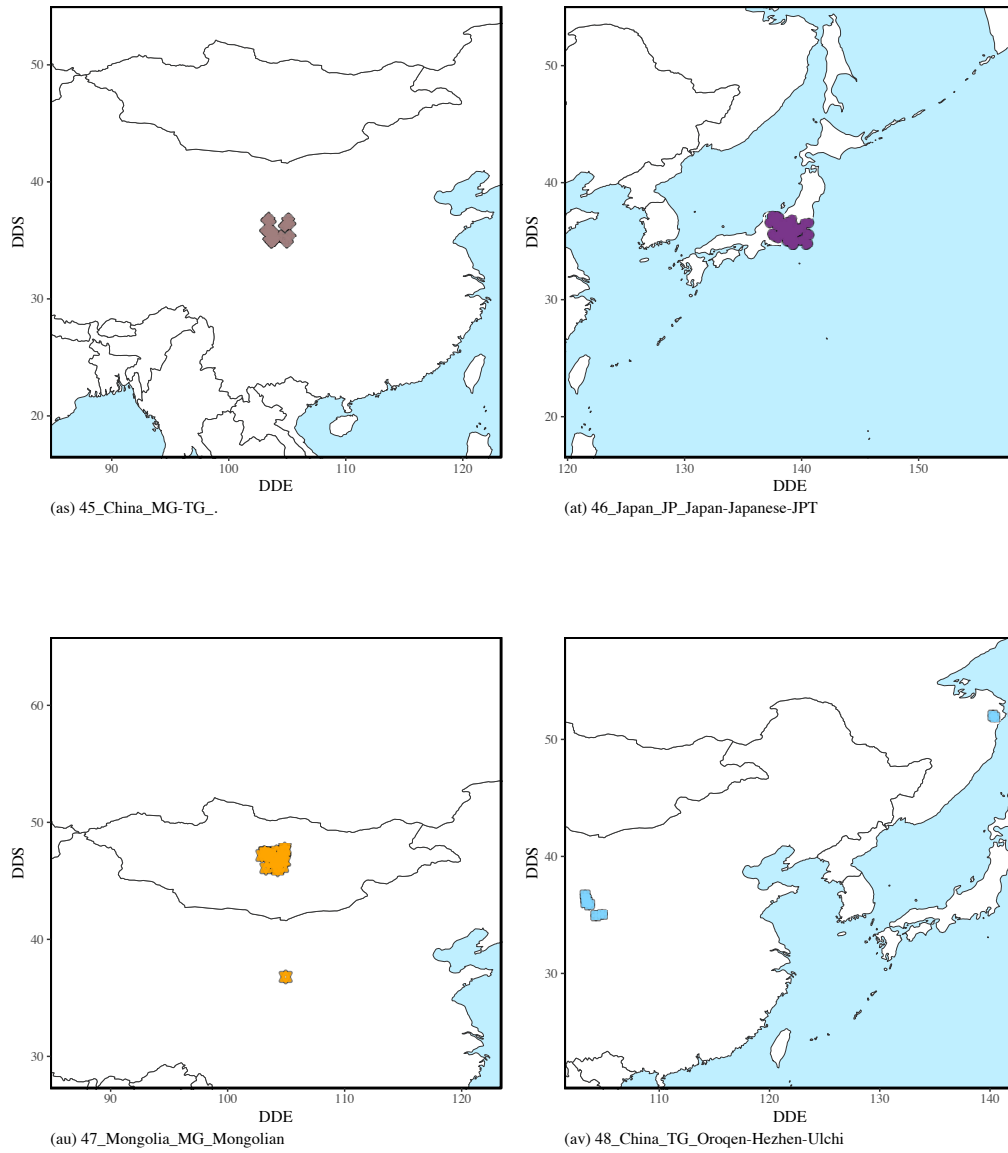 50
40
30
20
DDS
90
100
110
120
DDE
(as) 45_China_MG-TG_.
50
40
30
20
DDS
120
130
140
150
DDE
(at) 46_Japan_JP_Japan-Japanese-JPT
60
50
40
30
DDS
90
100
110
120
DDE
(au) 47_Mongolia_MG_Mongolian
50
40
30
DDS
110
120
130
140
DDE
(av) 48_China_TG_Oroqen-Hezhen-Ulchi